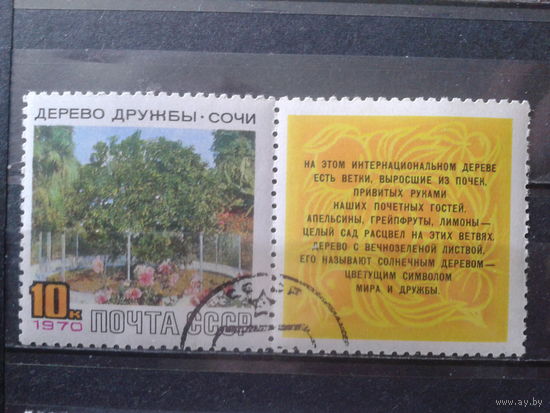 ДЕРЕВО ДРУЖБЫ · СОЧИ
10к
1970
ПОЧТА СССР
НА ЭТОМ ИНТЕРНАЦИОНАЛЬНОМ ДЕРЕВЕ
ЕСТЬ ВЕТКИ, ВЫРОСШИЕ ИЗ ПОЧЕК,
ПРИВИТЫХ РУКАМИ
НАШИХ ПОЧЕТНЫХ ГОСТЕЙ.
АПЕЛЬСИНЫ, ГРЕЙПФРУТЫ, ЛИМОНЫ—
ЦЕЛЫЙ САД РАСЦВЕЛ НА ЭТИХ ВЕТВЯХ.
ДЕРЕВО С ВЕЧНОЗЕЛЕНОЙ ЛИСТВОЙ,
ЕГО НАЗЫВАЮТ СОЛНЕЧНЫМ ДЕРЕВОМ—
ЦВЕТУЩИМ СИМВОЛОМ
МИРА И ДРУЖБЫ.
ay.by